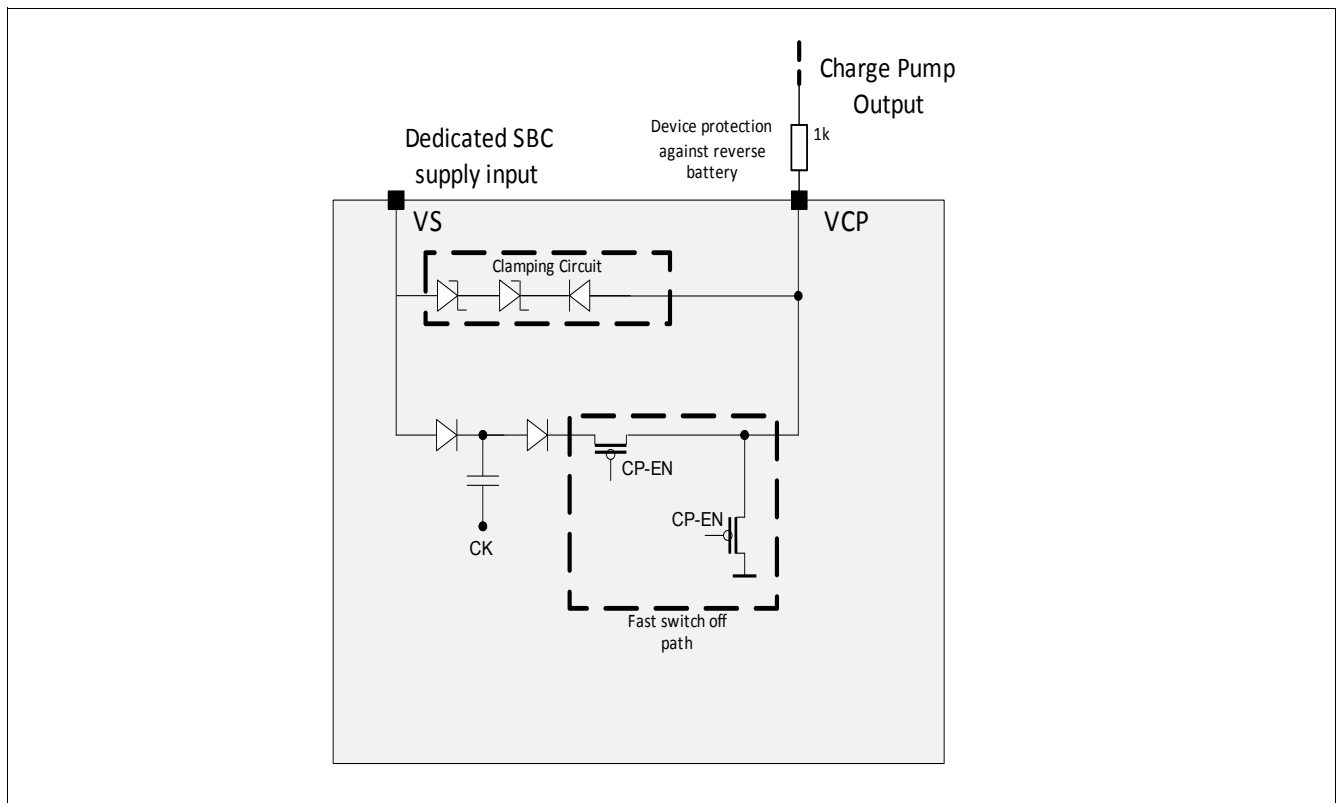 Charge Pump
Output
Device protection
against reverse
battery
1k
Dedicated SBC
supply input
VS
VCP
Clamping Circuit
CP-EN
CP-EN
CK
Fast switch off
path